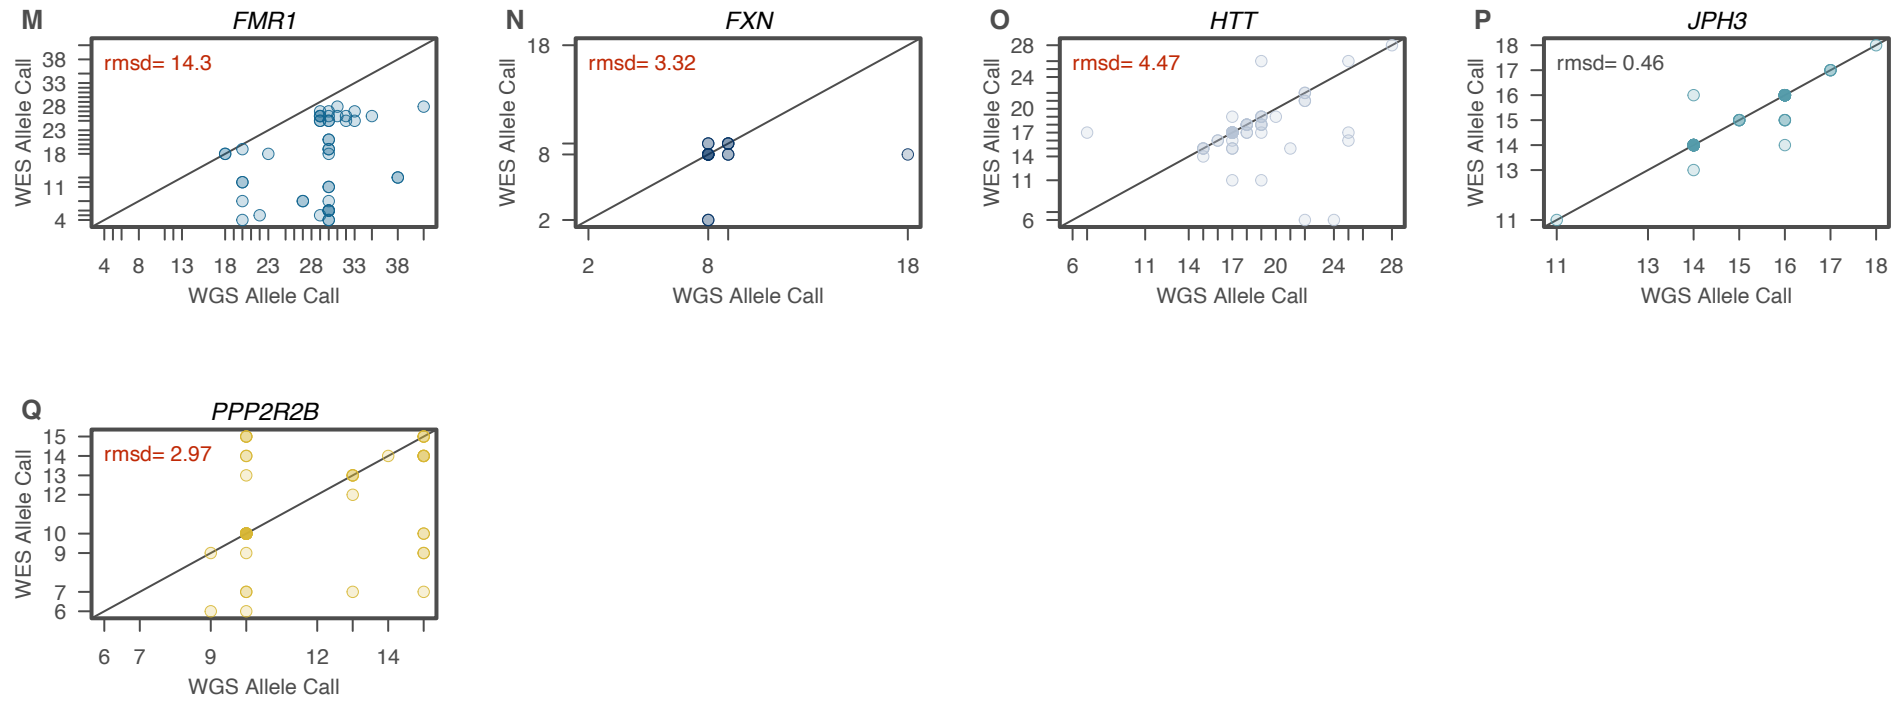 M
FMR1
WES Allele Call
38
33
28
23
18
11
4
rmsd= 14.3
4 8 13 18 23 28 33 38
WGS Allele Call
N
FXN
WES Allele Call
18
8
2
rmsd= 3.32
2 8 18
WGS Allele Call
O
HTT
WES Allele Call
28
24
20
17
14
11
6
rmsd= 4.47
6 11 14 17 20 24 28
WGS Allele Call
P
JPH3
WES Allele Call
18
17
16
15
14
13
11
rmsd= 0.46
11 13 14 15 16 17 18
WGS Allele Call
Q
PPP2R2B
WES Allele Call
15
14
13
12
10
9
7
6
rmsd= 2.97
6 7 9 12 14
WGS Allele Call